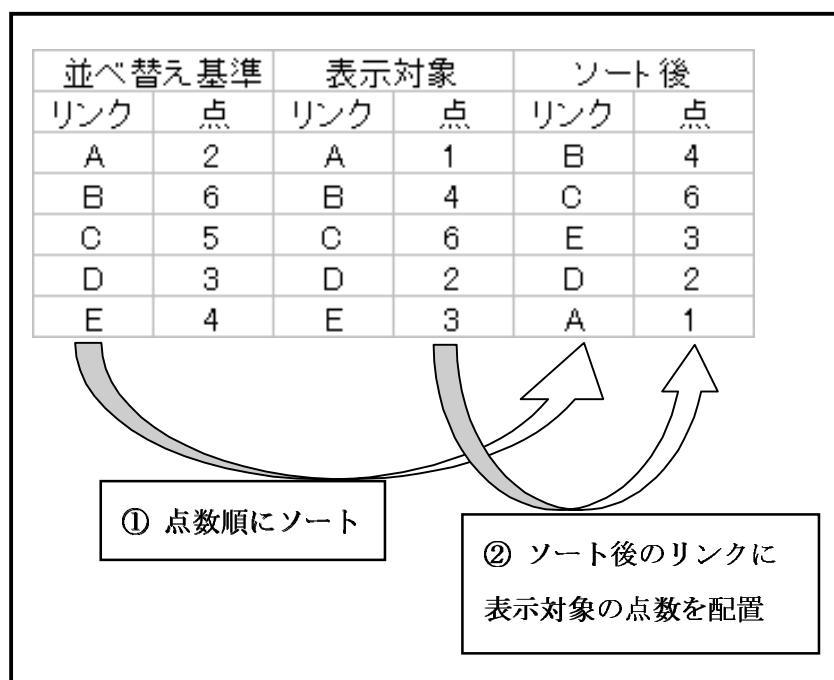 並べ替え基準 表示対象 ソート後
リンク 点 リンク 点 リンク 点
A 2 A 1 B 4
B 6 B 4 C 6
C 5 C 6 E 3
D 3 D 2 D 2
E 4 E 3 A 1
① 点数順にソート
② ソート後のリンクに
表示対象の点数を配置